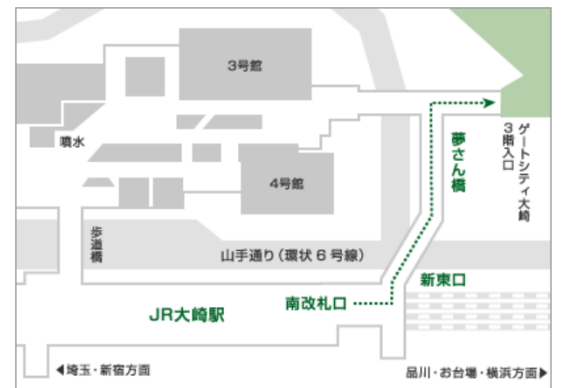 3号館
噴水
4号館
夢さん橋
ゲートシティ大崎
3階入口
歩道橋
山手通り（環状6号線）
新東口
南改札口
JR大崎駅
◀埼玉・新宿方面
品川・お台場・横浜方面▶